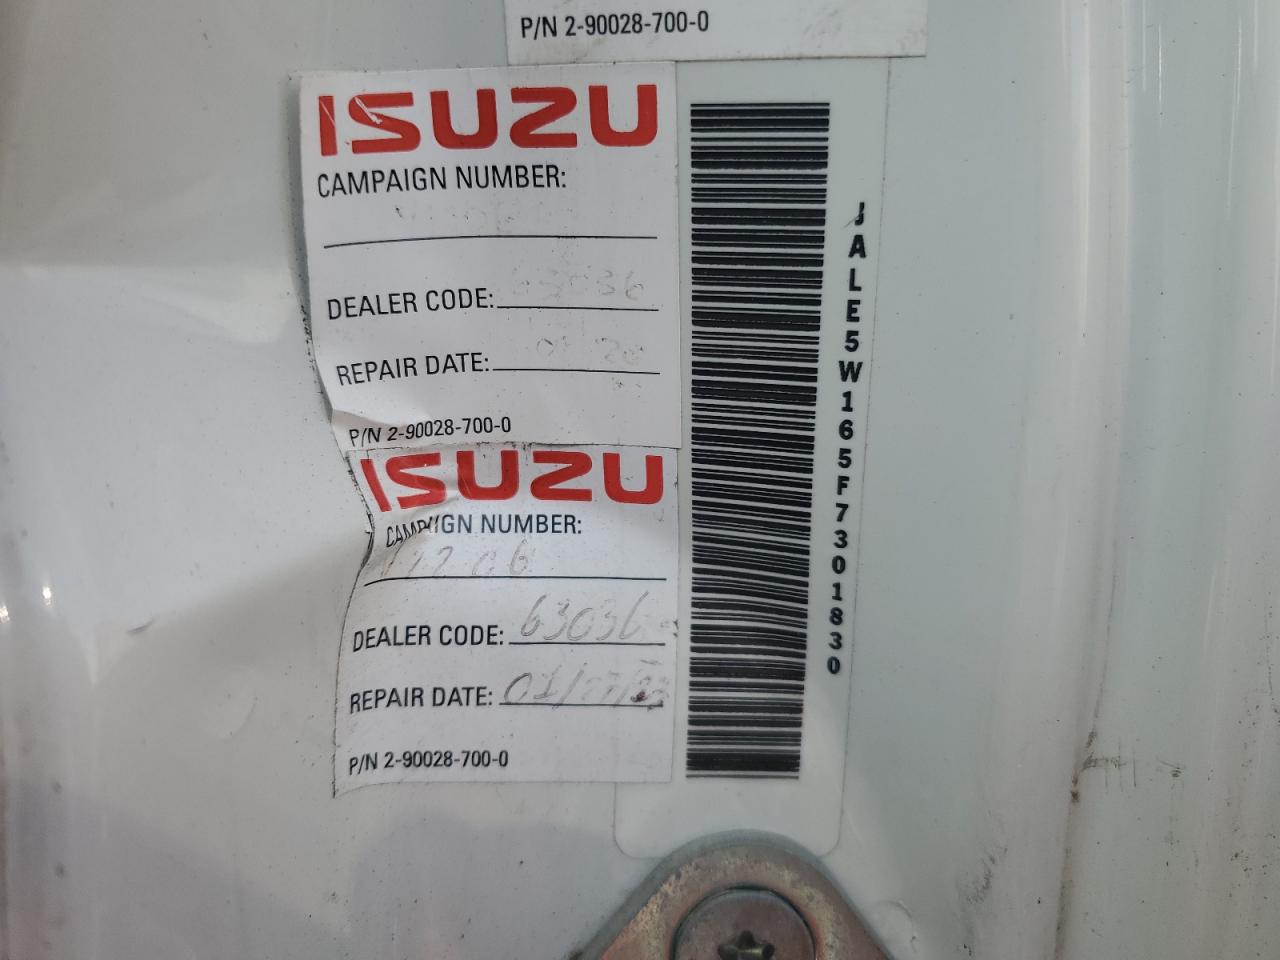 P/N 2-90028-700-0
ISUZU
CAMPAIGN NUMBER:
DEALER CODE: 63036
REPAIR DATE:
P/N 2-90028-700-0
ISUZU
CAMPAIGN NUMBER:
DEALER CODE: 63036
REPAIR DATE:
P/N 2-90028-700-0
JALE5W165F7301830